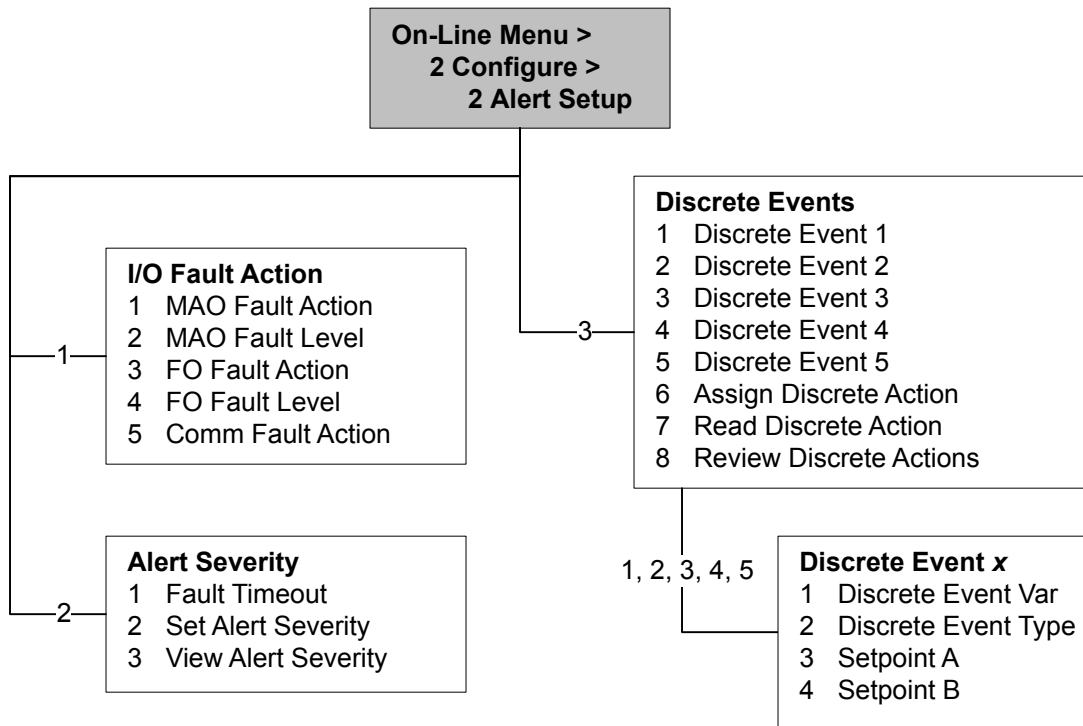 On-Line Menu >
2 Configure >
2 Alert Setup
1
I/O Fault Action
1 MAO Fault Action
2 MAO Fault Level
3 FO Fault Action
4 FO Fault Level
5 Comm Fault Action
2
Alert Severity
1 Fault Timeout
2 Set Alert Severity
3 View Alert Severity
3
Discrete Events
1 Discrete Event 1
2 Discrete Event 2
3 Discrete Event 3
4 Discrete Event 4
5 Discrete Event 5
6 Assign Discrete Action
7 Read Discrete Action
8 Review Discrete Actions
1, 2, 3, 4, 5
Discrete Event x
1 Discrete Event Var
2 Discrete Event Type
3 Setpoint A
4 Setpoint B